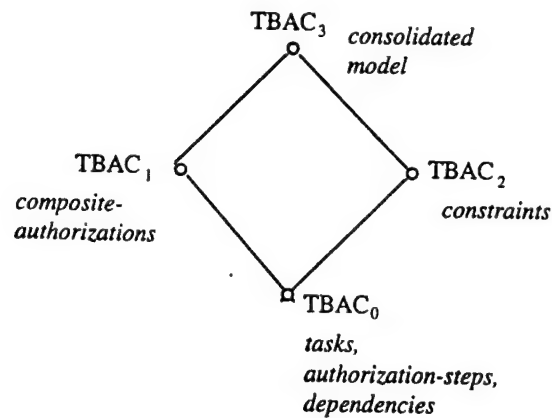 TBAC₃
consolidated
model
TBAC₁
composite-
authorizations
TBAC₂
constraints
TBAC₀
tasks,
authorization-steps,
dependencies